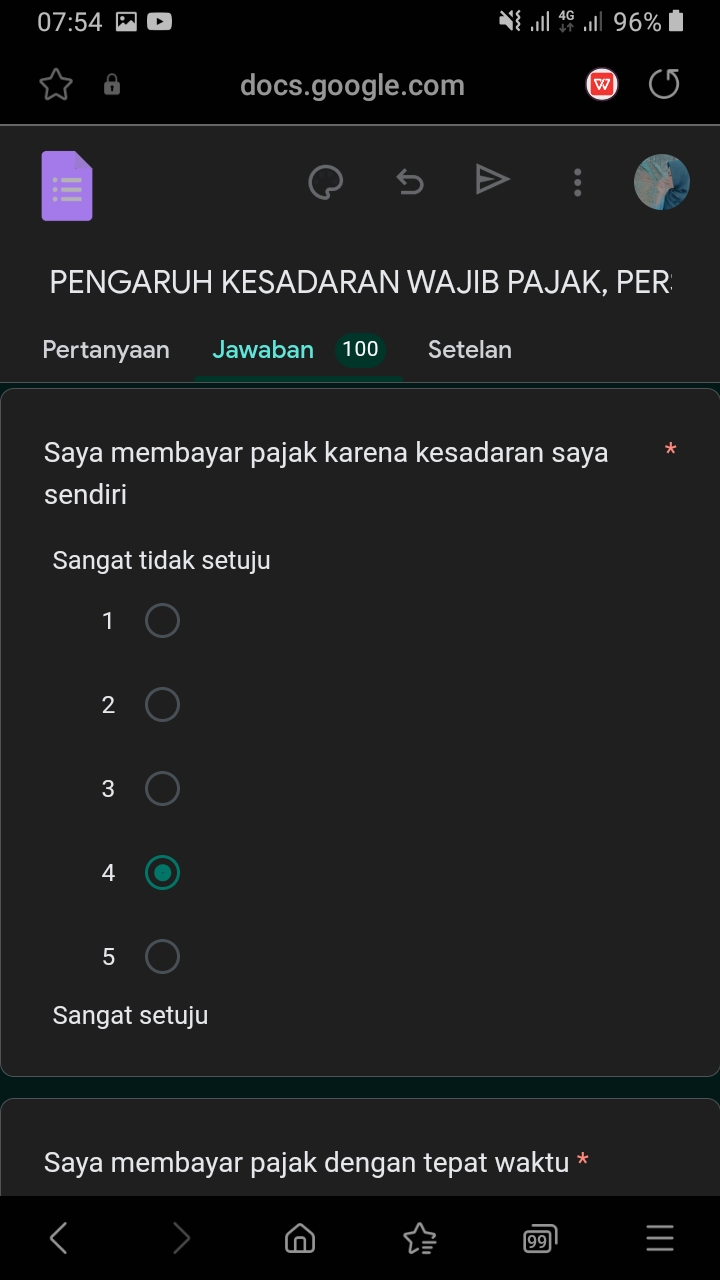 07:54
4G
96%
docs.google.com
W
PENGARUH KESADARAN WAJIB PAJAK, PER
Pertanyaan Jawaban 100 Setelan
Saya membayar pajak karena kesadaran saya *
sendiri
Sangat tidak setuju
1
2
3
4
5
Sangat setuju
Saya membayar pajak dengan tepat waktu *
99